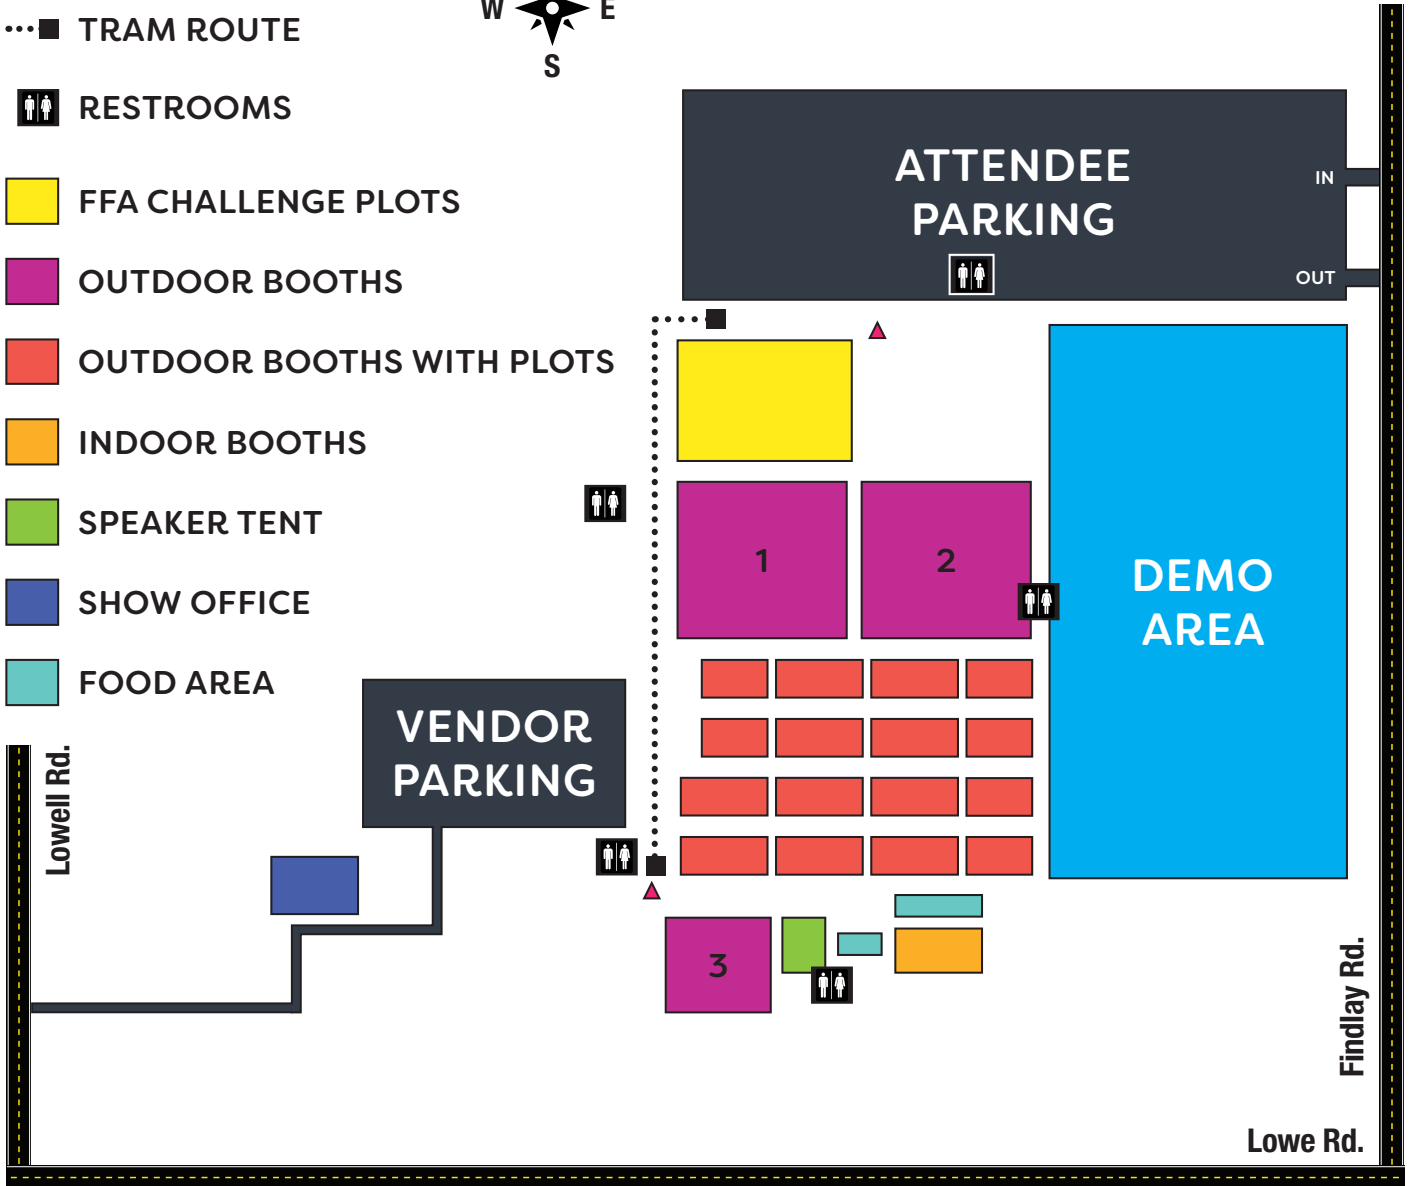 W E
S
TRAM ROUTE
RESTROOMS
FFA CHALLENGE PLOTS
OUTDOOR BOOTHS
OUTDOOR BOOTHS WITH PLOTS
INDOOR BOOTHS
SPEAKER TENT
SHOW OFFICE
FOOD AREA
ATTENDEE
PARKING
IN
OUT
1
2
DEMO
AREA
VENDOR
PARKING
3
Lowell Rd.
Findlay Rd.
Lowe Rd.